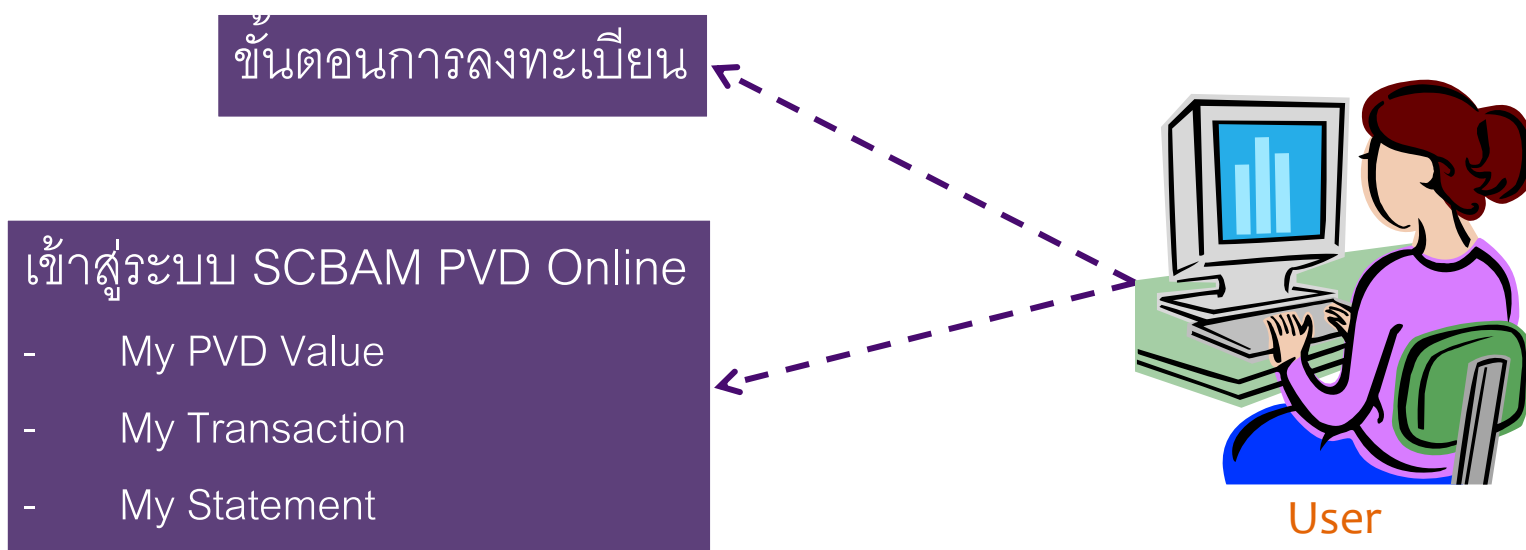 ขั้นตอนการลงทะเบียน
เข้าสู่ระบบ SCBAM PVD Online
- My PVD Value
- My Transaction
- My Statement
User